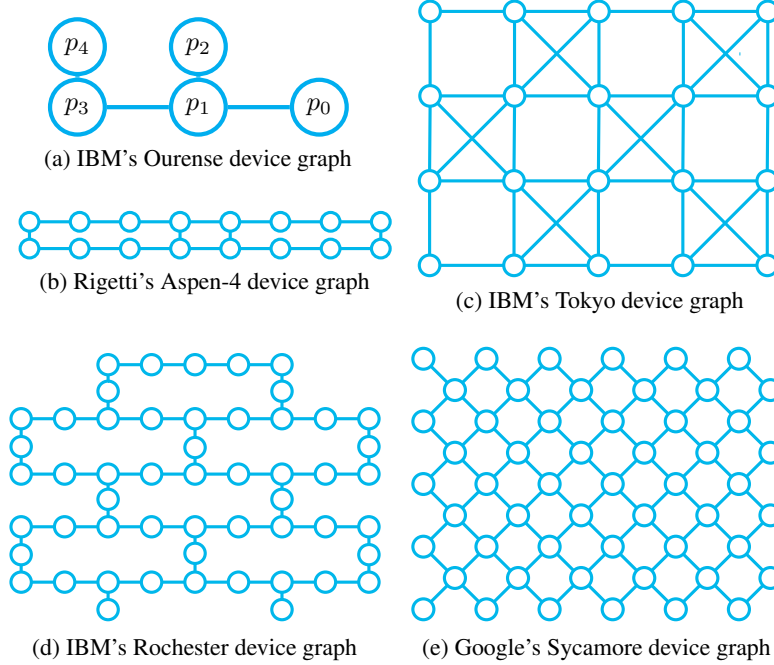 p4
p2
p3
p1
p0
(a) IBM's Ourense device graph
(b) Rigetti's Aspen-4 device graph
(c) IBM's Tokyo device graph
(d) IBM's Rochester device graph
(e) Google's Sycamore device graph